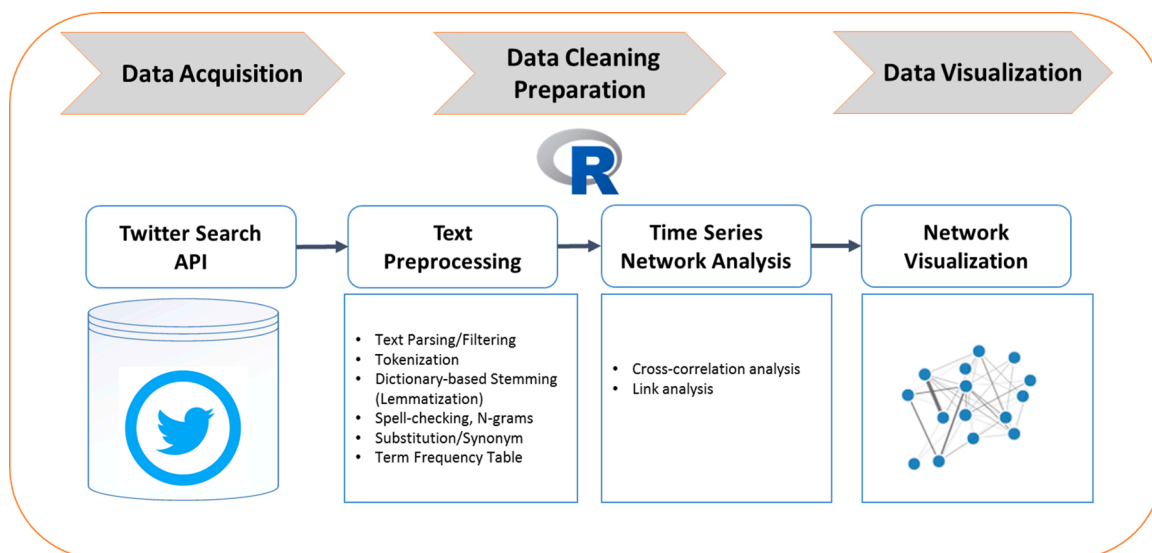 Data Acquisition
Data Cleaning
Preparation
Data Visualization
R
Twitter Search
API
Text
Preprocessing
Time Series
Network Analysis
Network
Visualization
• Text Parsing/Filtering
• Tokenization
• Dictionary-based Stemming
(Lemmatization)
• Spell-checking, N-grams
• Substitution/Synonym
• Term Frequency Table
• Cross-correlation analysis
• Link analysis